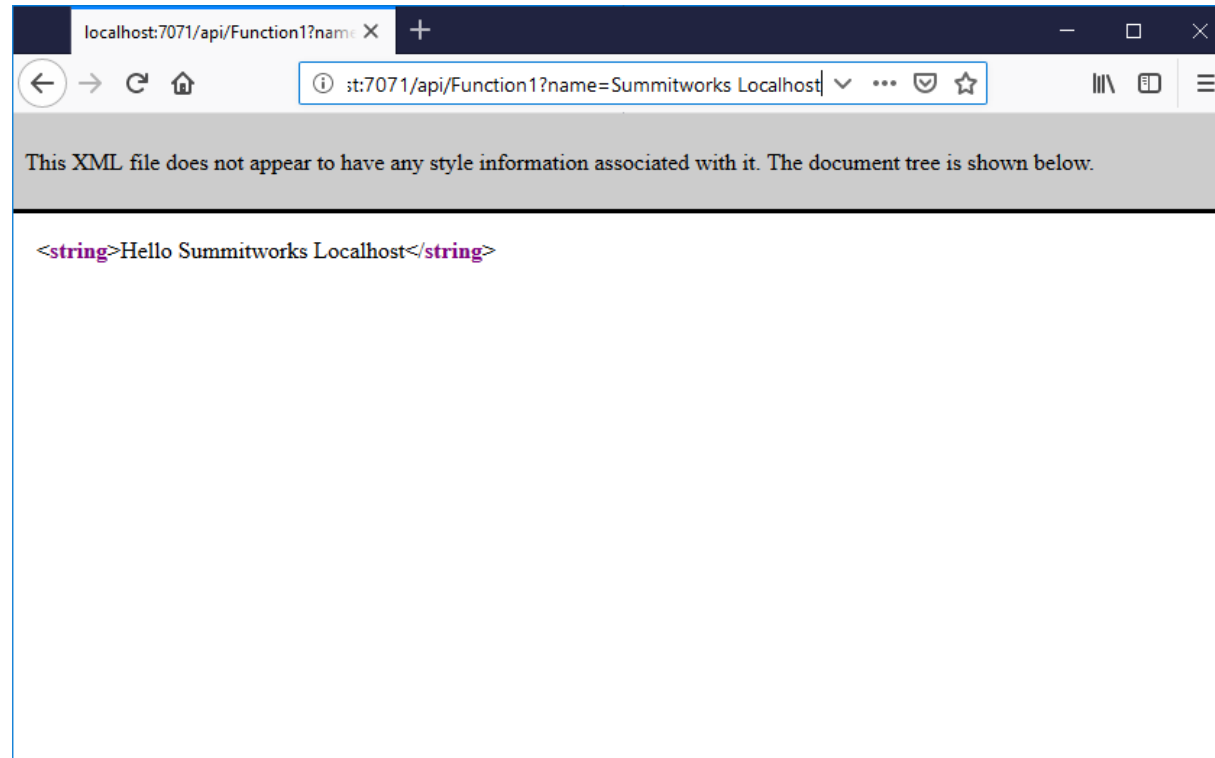 localhost:7071/api/Function1?name
st:7071/api/Function1?name=Summitworks Localhost
This XML file does not appear to have any style information associated with it. The document tree is shown below.
<string>Hello Summitworks Localhost</string>